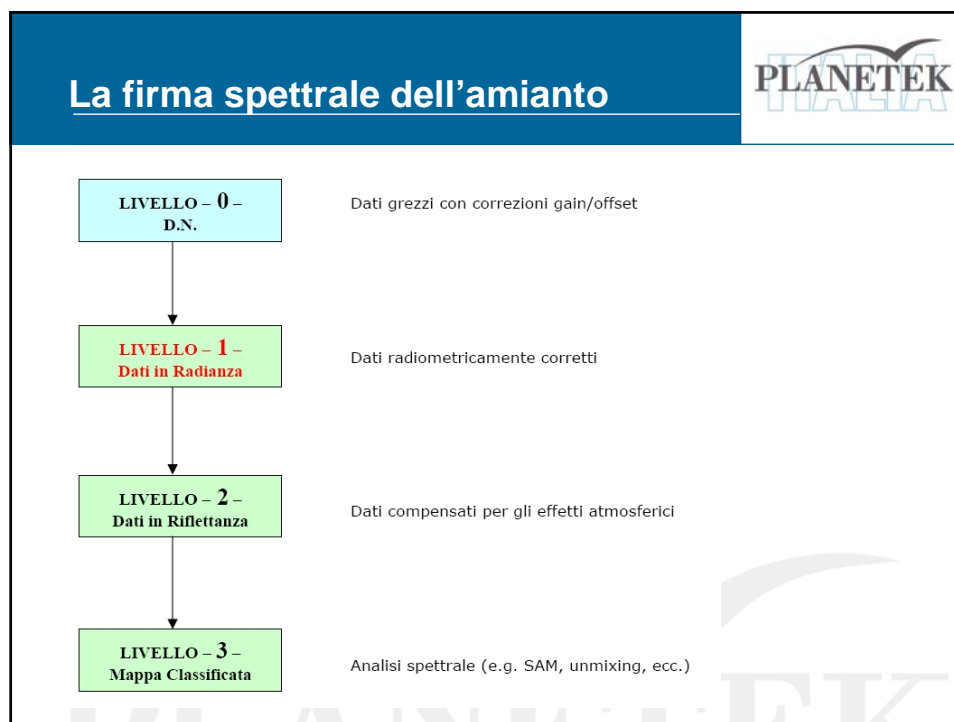 La firma spettrale dell'amianto
PLANETEK
ITALIA
LIVELLO – 0 –
D.N.
Dati grezzi con correzioni gain/offset
LIVELLO – 1 –
Dati in Radianza
Dati radiometricamente corretti
LIVELLO – 2 –
Dati in Riflettanza
Dati compensati per gli effetti atmosferici
LIVELLO – 3 –
Mappa Classificata
Analisi spettrale (e.g. SAM, unmixing, ecc.)
PLANETEK